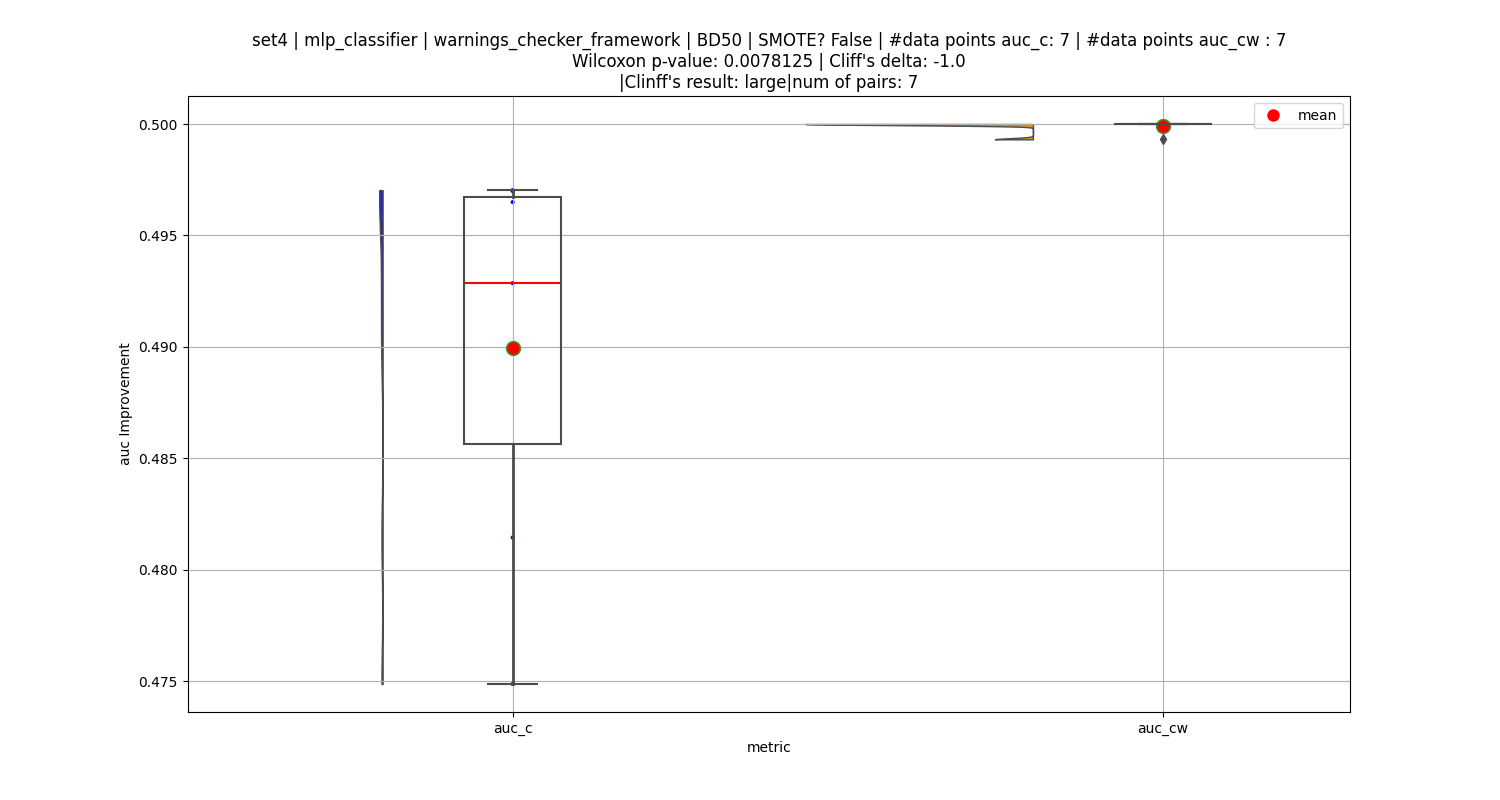 set4 | mlp_classifier | warnings_checker_framework | BD50 | SMOTE? False | #data points auc_c: 7 | #data points auc_cw : 7
Wilcoxon p-value: 0.0078125 | Cliff's delta: -1.0
|Clinff's result: large|num of pairs: 7
mean
0.500
0.495
0.490
0.485
0.480
0.475
auc Improvement
auc_c
auc_cw
metric